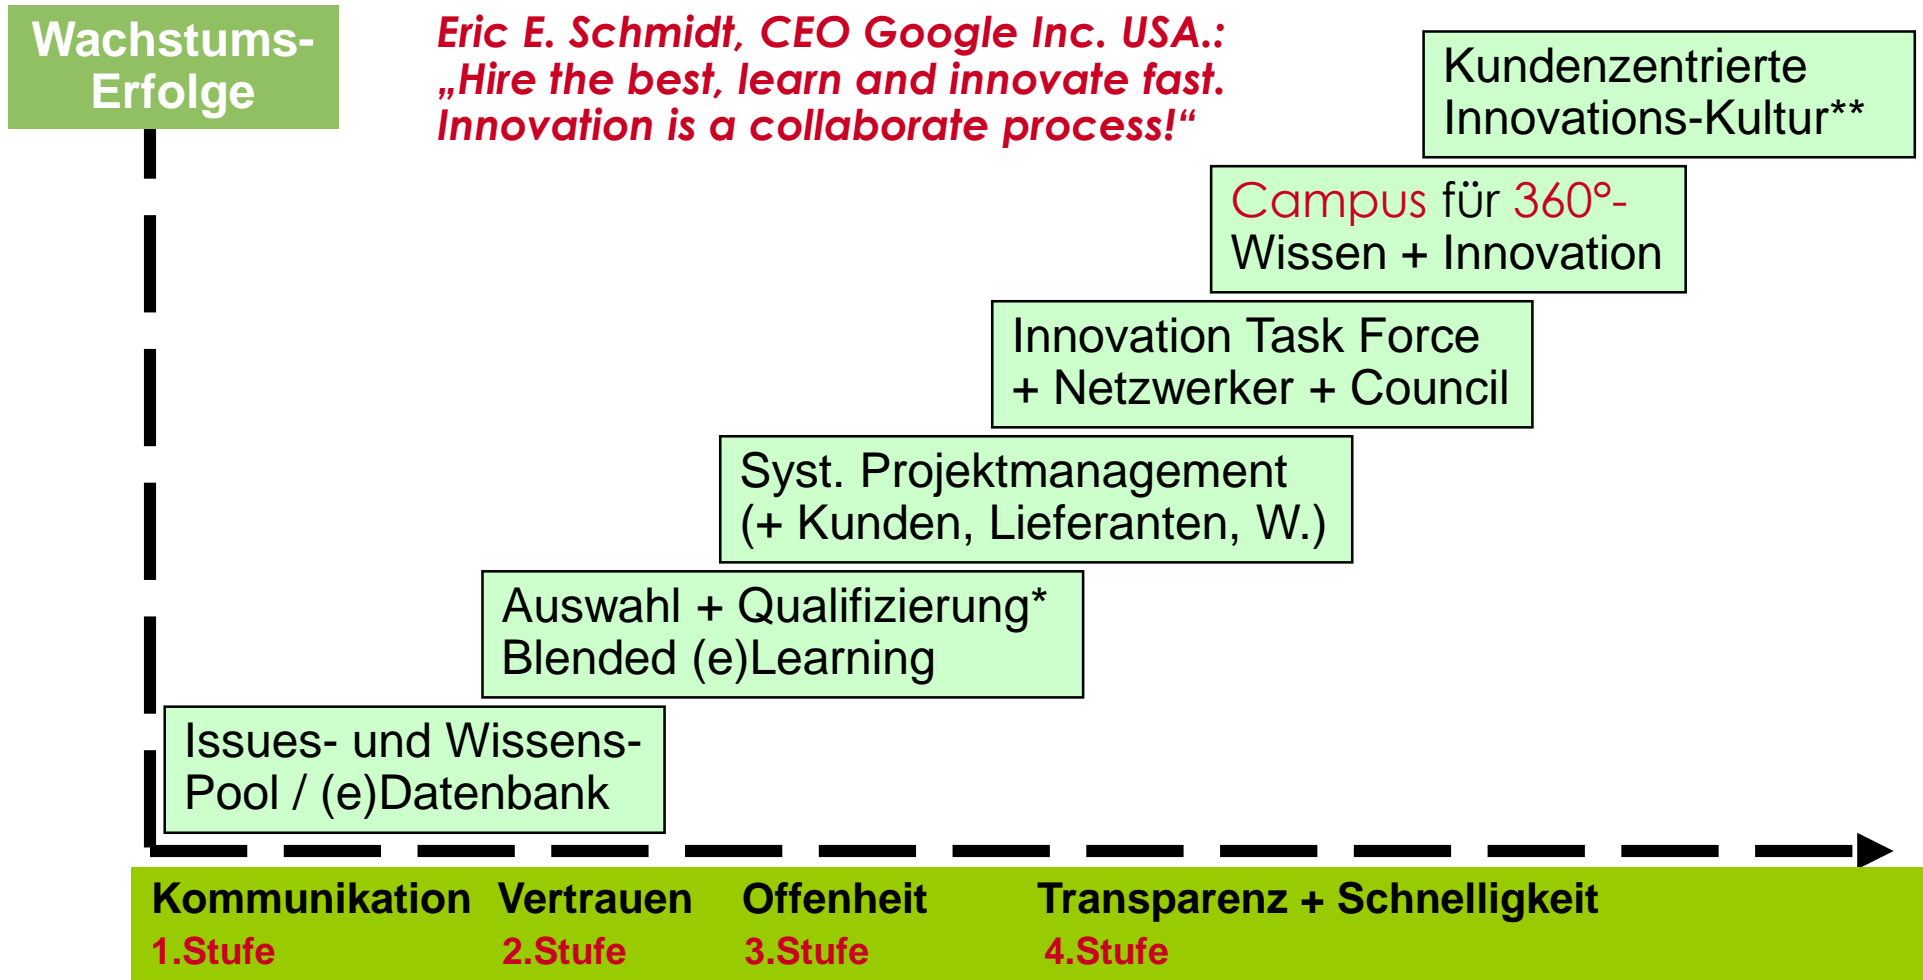 Wachstums-
Erfolge
Eric E. Schmidt, CEO Google Inc. USA.:
„Hire the best, learn and innovate fast.
Innovation is a collaborate process!“
Kundenzentrierte
Innovations-Kultur**
Campus für 360°-
Wissen + Innovation
Innovation Task Force
+ Netzwerker + Council
Syst. Projektmanagement
(+ Kunden, Lieferanten, W.)
Auswahl + Qualifizierung*
Blended (e)Learning
Issues- und Wissens-
Pool / (e)Datenbank
Kommunikation Vertrauen Offenheit Transparenz + Schnelligkeit
1.Stufe 2.Stufe 3.Stufe 4.Stufe